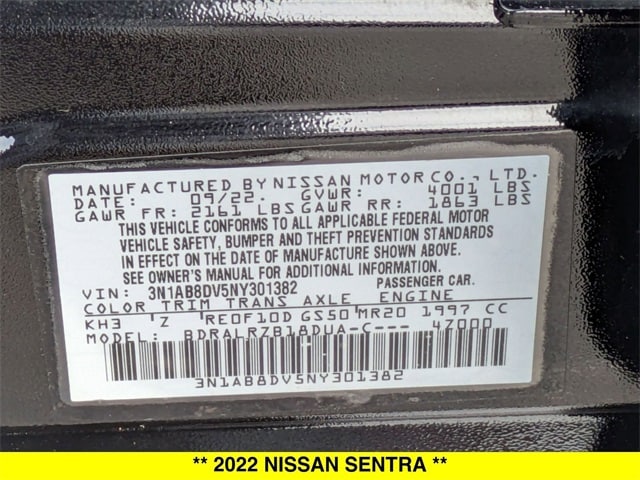 MANUFACTURED BY NISSAN MOTOR CO., LTD.
DATE: 09/22. GVWR: 4001 LBS
GAWR FR: 2161 LBS GAWR RR: 1863 LBS
THIS VEHICLE CONFORMS TO ALL APPLICABLE FEDERAL MOTOR
VEHICLE SAFETY, BUMPER AND THEFT PREVENTION STANDARDS
IN EFFECT ON THE DATE OF MANUFACTURE SHOWN ABOVE.
SEE OWNER'S MANUAL FOR ADDITIONAL INFORMATION
VIN: 3N1AB8DV5NY301382 PASSENGER CAR.
COLOR TRIM TRANS AXLE ENGINE
KH3 Z RE0F10D GS50 MR20 1997 CC
MODEL: BDRALRZB18DUA-C--- 47000
3N1AB8DV5NY301382
** 2022 NISSAN SENTRA **